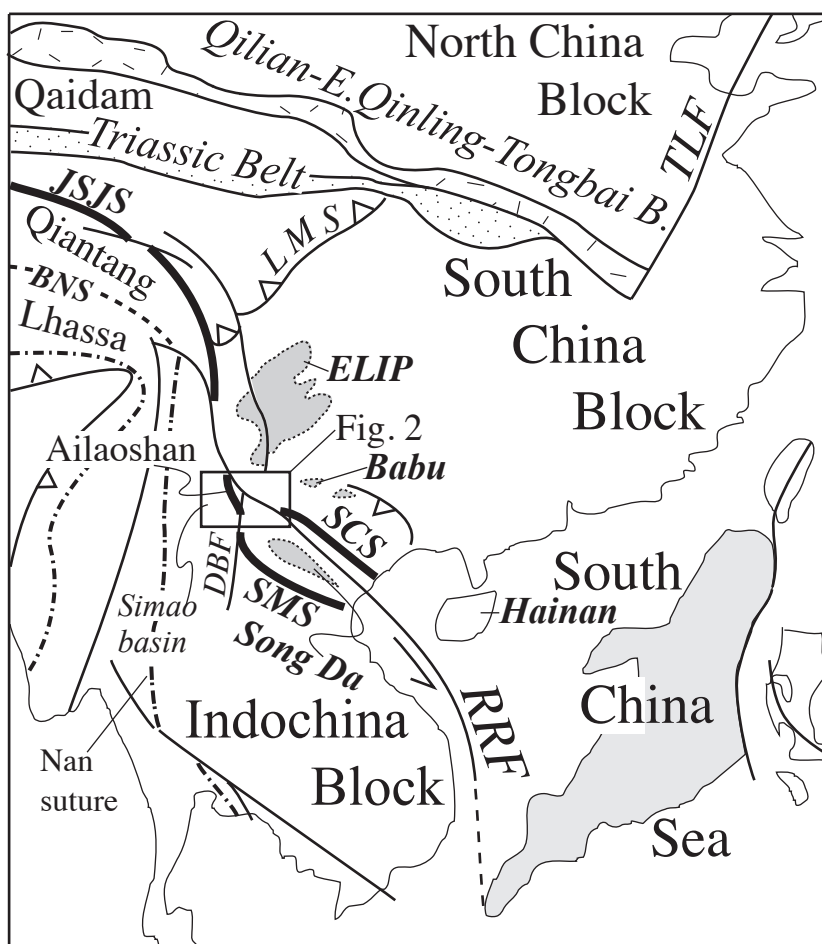 North China
Block
Qilian-E.Qinling-Tongbai B.
TLF
Qaidam
Triassic Belt
JSJS
Qiantang
LMS
BNS
Lhassa
South
China
Block
ELIP
Fig. 2
Babu
Ailaoshan
SCS
DBF
SMS
Song Da
Simao
basin
Hainan
South
China
Sea
RRF
Indochina
Block
Nan
suture